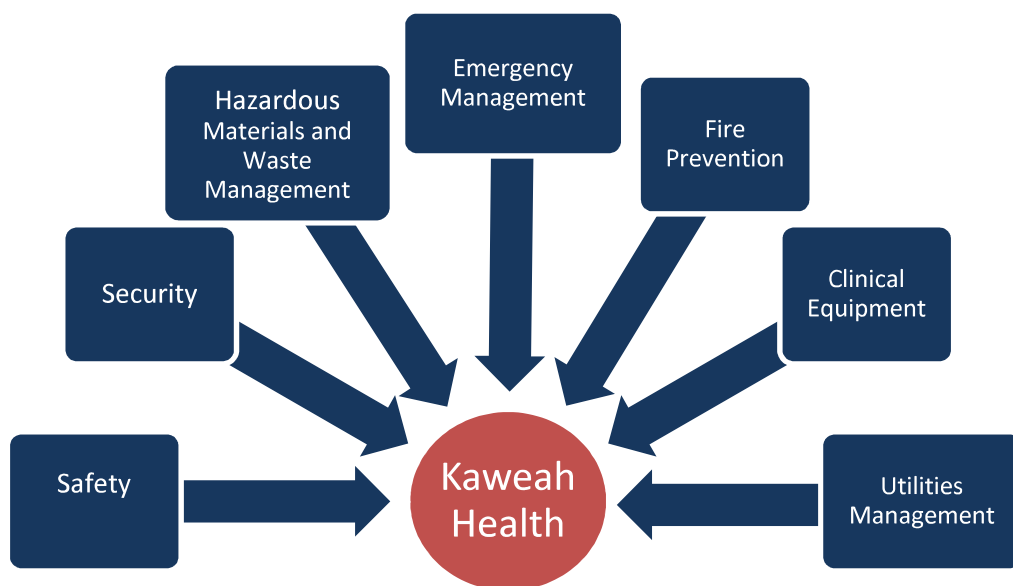 Emergency
Management
Hazardous
Materials and
Waste
Management
Fire
Prevention
Security
Clinical
Equipment
Safety
Kaweah
Health
Utilities
Management